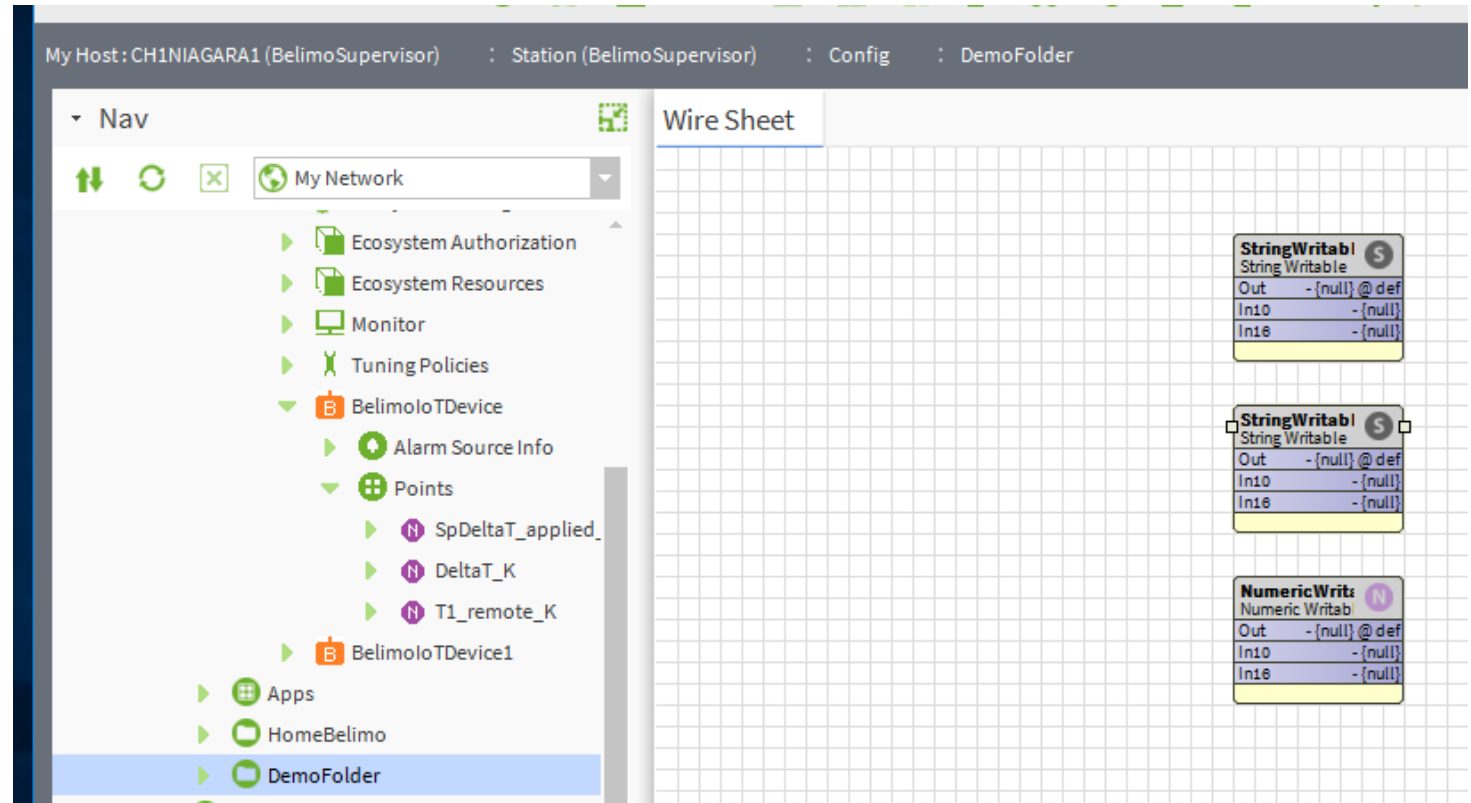 My Host : CH1NIAGARA1 (BelimoSupervisor) : Station (BelimoSupervisor) : Config : DemoFolder
Nav
Wire Sheet
My Network
Ecosystem Authorization
Ecosystem Resources
Monitor
Tuning Policies
B BelimoIoTDevice
Alarm Source Info
Points
N SpDeltaT_applied_
N DeltaT_K
N T1_remote_K
B BelimoIoTDevice1
Apps
HomeBelimo
DemoFolder
StringWritabl S
String Writable
Out - {null} @ def
In10 - {null}
In16 - {null}
StringWritabl S
String Writable
Out - {null} @ def
In10 - {null}
In16 - {null}
NumericWrita N
Numeric Writabl
Out - {null} @ def
In10 - {null}
In16 - {null}